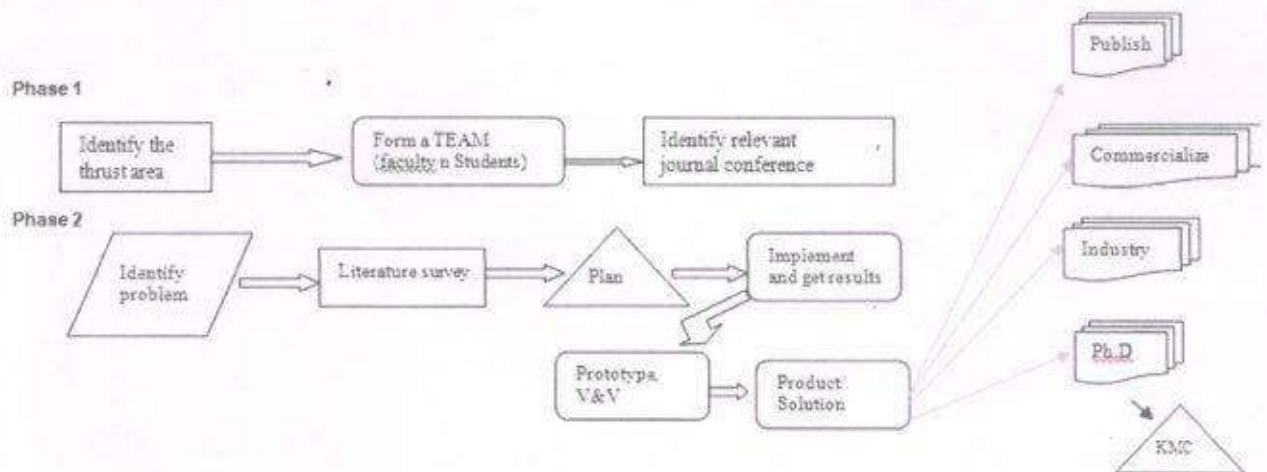 Publish
Phase 1
Identify the
thrust area
Form a TEAM
(faculty n Students)
Identify relevant
journal conference
Commercialize
Phase 2
Identify
problem
Literature survey
Plan
Implement
and get results
Industry
Prototype,
V&V
Product
Solution
Ph.D
KMC